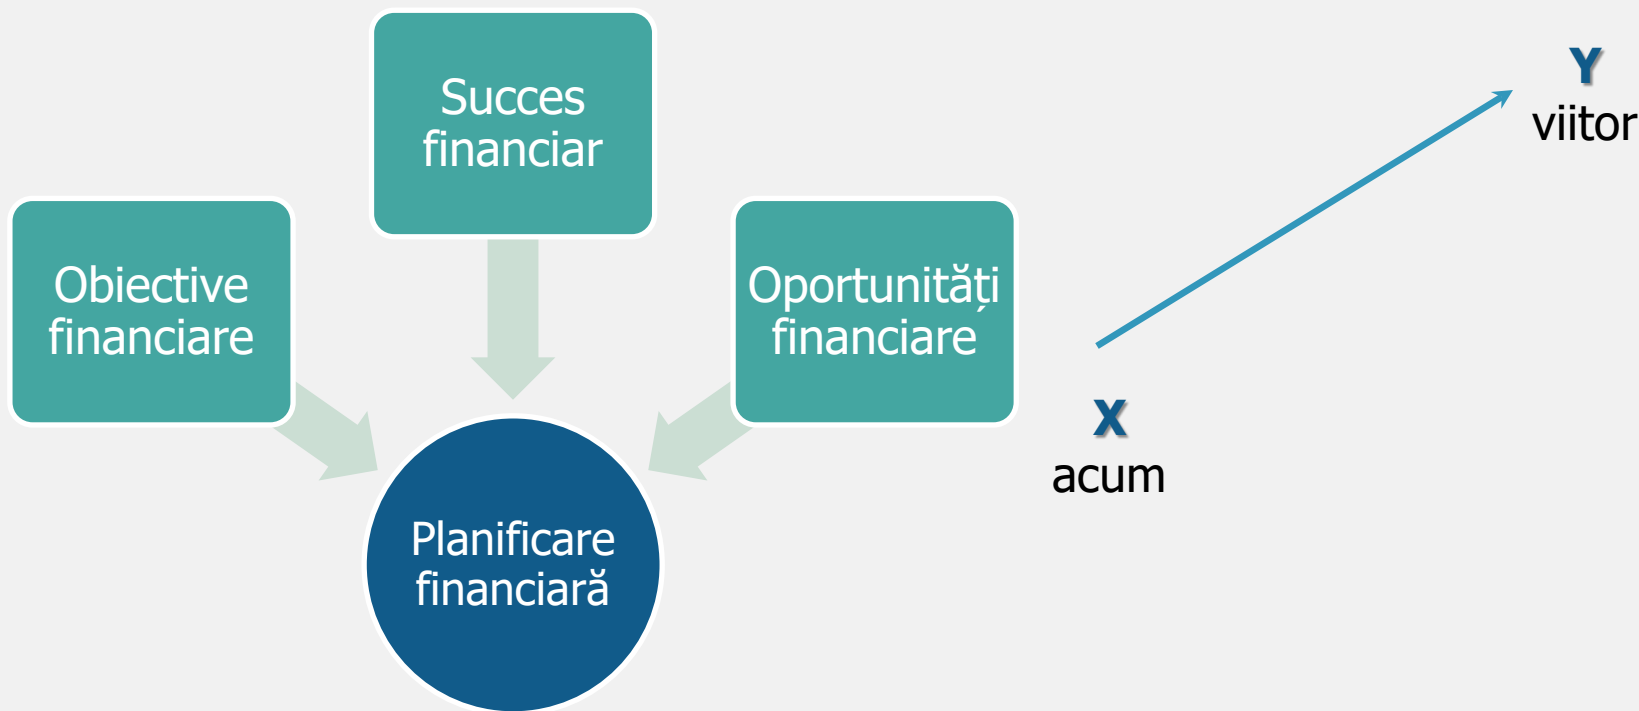 Succes
financiar
Obiective
financiare
Oportunități
financiare
Planificare
financiară
Y
viitor
X
acum